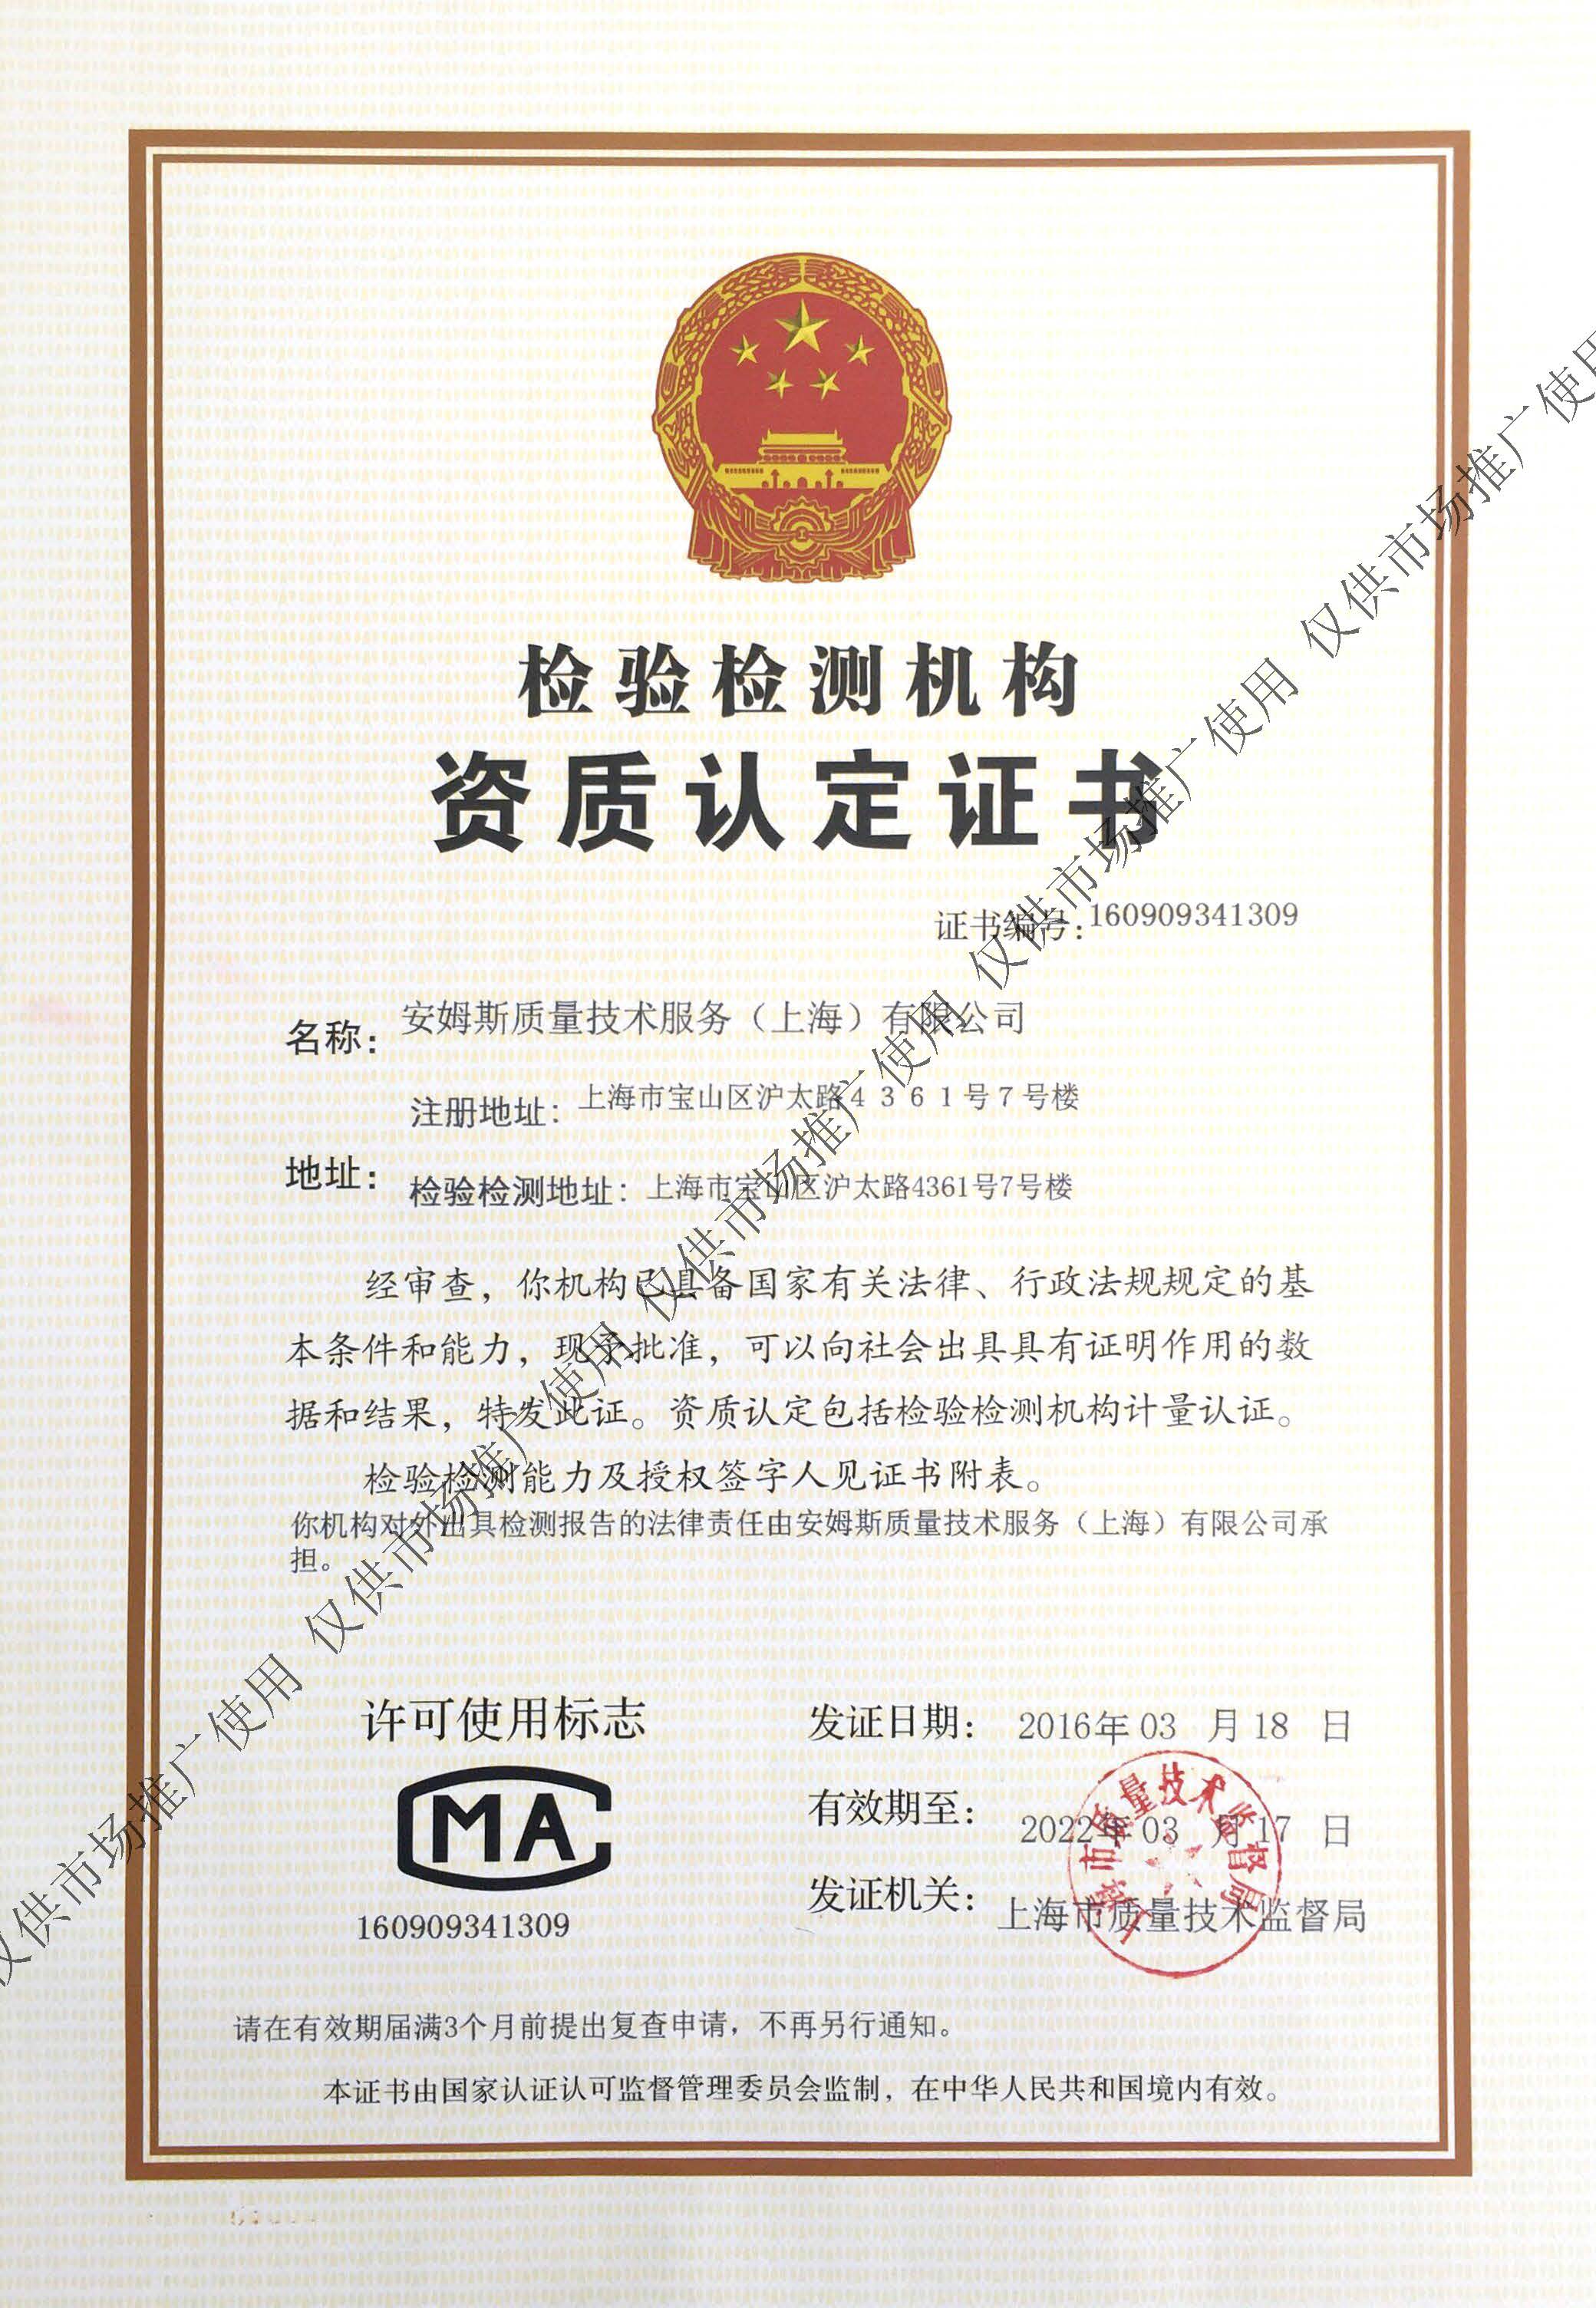 检验检测机构
资质认定证书
证书编号:160909341309
名称: 安姆斯质量技术服务（上海）有限公司
注册地址: 上海市宝山区沪太路4361号7号楼
地址:
检验检测地址: 上海市宝山区沪太路4361号7号楼
经审查，你机构已具备国家有关法律、行政法规规定的基
本条件和能力，现予批准，可以向社会出具具有证明作用的数
据和结果，特发此证。资质认定包括检验检测机构计量认证。
检验检测能力及授权签字人见证书附表。
你机构对外出具检测报告的法律责任由安姆斯质量技术服务（上海）有限公司承
担。
许可使用标志
MA
160909341309
发证日期: 2016年 03 月 18 日
有效期至: 2022年 03 月 17 日
发证机关: 上海市质量技术监督局
上海市质量技术监督局
请在有效期届满3个月前提出复查申请，不再另行通知。
本证书由国家认证认可监督管理委员会监制，在中华人民共和国境内有效。
仅供市场推广使用 仅供市场推广使用 仅供市场推广使用 仅供市场推广使用 仅供市场推广使用